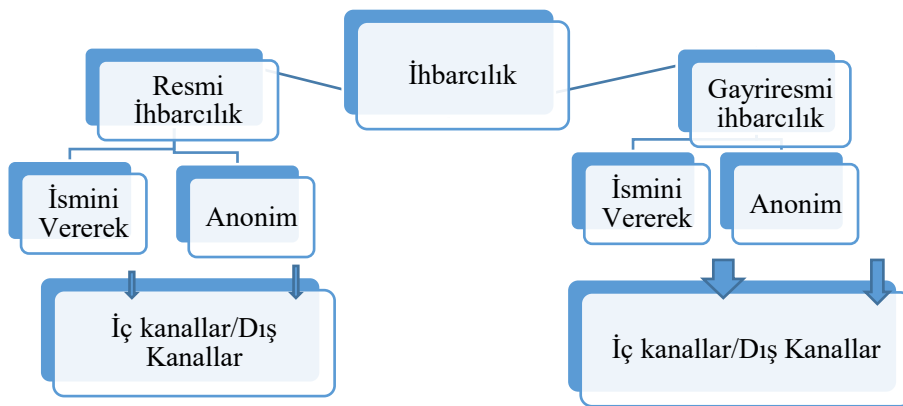 İhbarcılık
Resmi
İhbarcılık
Gayriresmi
ihbarcılık
İsmini
Vererek
Anonim
İsmini
Vererek
Anonim
İç kanallar/Dış
Kanallar
İç kanallar/Dış Kanallar